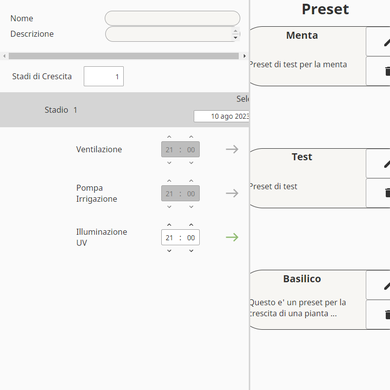 Nome
Descrizione
Stadi di Crescita 1
Stadio 1
10 ago 2023
Ventilazione 21 : 00
Pompa
Irrigazione 21 : 00
Illuminazione
UV 21 : 00
Preset
Menta
Preset di test per la menta
Test
Preset di test
Basilico
Questo e' un preset per la
crescita di una pianta ...